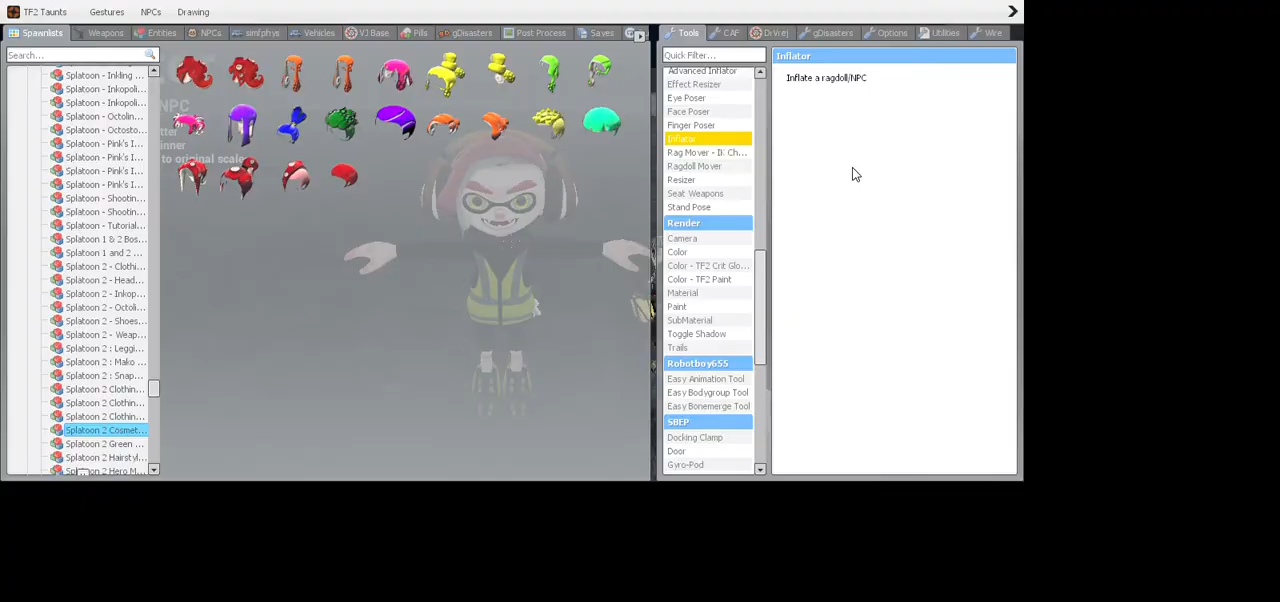 TF2 Taunts Gestures NPCs Drawing
Spawnlists Weapons Entities NPCs simfphys Vehicles VJ Base Pills gDisasters Post Process Saves
Tools CAF DrVrej gDisasters Options Utilities Wire
Search...
Splatoon - Inkling ...
Splatoon - Inkopoli...
Splatoon - Inkopoli...
Splatoon - Octolin...
Splatoon - Octosto...
Splatoon - Pink's I...
Splatoon - Pink's I...
Splatoon - Pink's I...
Splatoon - Pink's I...
Splatoon - Shootin...
Splatoon - Shootin...
Splatoon - Tutorial...
Splatoon 1 & 2 Bos...
Splatoon 1 and 2 ...
Splatoon 2 - Clothi...
Splatoon 2 - Head...
Splatoon 2 - Inkop...
Splatoon 2 - Octoli...
Splatoon 2 - Shoes...
Splatoon 2 - Weap...
Splatoon 2 : Leggi...
Splatoon 2 : Mako ...
Splatoon 2 : Snap...
Splatoon 2 Clothin...
Splatoon 2 Clothin...
Splatoon 2 Clothin...
Splatoon 2 Cosmet...
Splatoon 2 Green ...
Splatoon 2 Hairstyl...
Splatoon 2 Hero M...
NPC
to original scale
Quick Filter...
Advanced Inflator
Effect Resizer
Eye Poser
Face Poser
Finger Poser
Inflator
Rag Mover - IK Ch...
Ragdoll Mover
Resizer
Seat Weapons
Stand Pose
Render
Camera
Color
Color - TF2 Crit Glo...
Color - TF2 Paint
Material
Paint
SubMaterial
Toggle Shadow
Trails
Robotboy655
Easy Animation Tool
Easy Bodygroup Tool
Easy Bonemerge Tool
SBEP
Docking Clamp
Door
Gyro-Pod
Inflator
Inflate a ragdoll/NPC